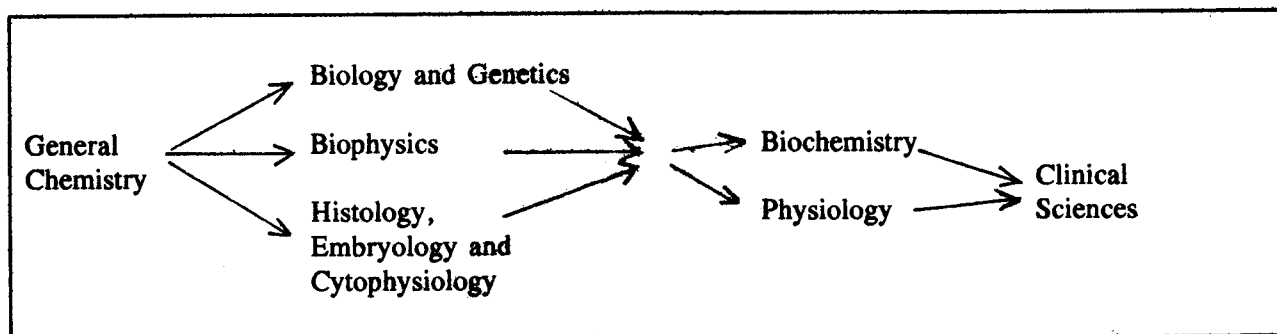 General
Chemistry
Biology and Genetics
Biophysics
Histology,
Embryology and
Cytophysiology
Biochemistry
Physiology
Clinical
Sciences